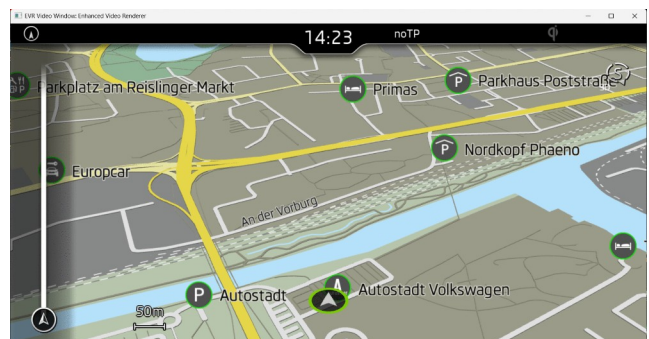 EVR Video Window: Enhanced Video Renderer
14:23
noTP
qi
Parkplatz am Reislinger Markt
Primas
P
Parkhaus Poststraße
P
Nordkopf Phaeno
Europcar
An der Vorburg
P
Autostadt
Autostadt Volkswagen
50m